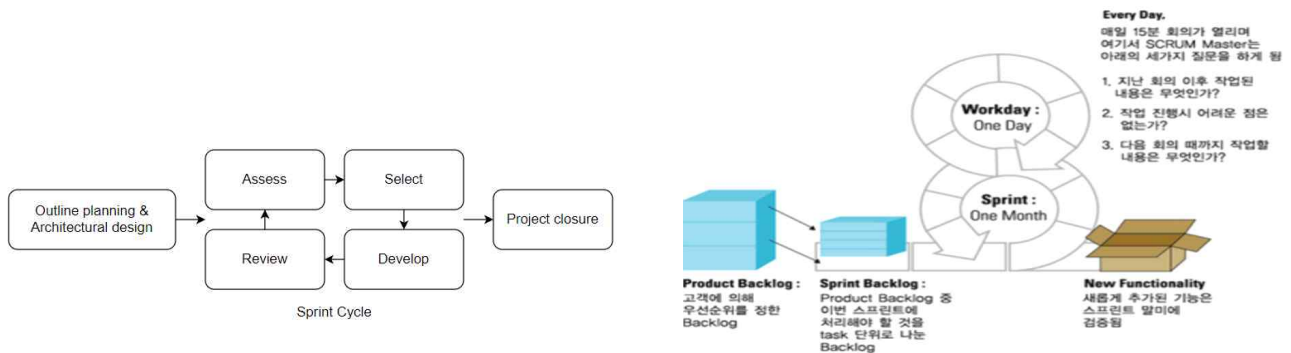 Outline planning &
Architectural design
Assess
Select
Review
Develop
Project closure
Sprint Cycle
Every Day,
매일 15분 회의가 열리며
여기서 SCRUM Master는
아래의 세가지 질문을 하게 됨
1. 지난 회의 이후 작업된
내용은 무엇인가?
2. 작업 진행시 어려운 점은
없는가?
3. 다음 회의 때까지 작업할
내용은 무엇인가?
Workday :
One Day
Sprint :
One Month
Product Backlog :
고객에 의해
우선순위를 정한
Backlog
Sprint Backlog :
Product Backlog 중
이번 스프린트에
처리해야 할 것을
task 단위로 나눈
Backlog
New Functionality
새롭게 추가된 기능은
스프린트 말미에
검증됨